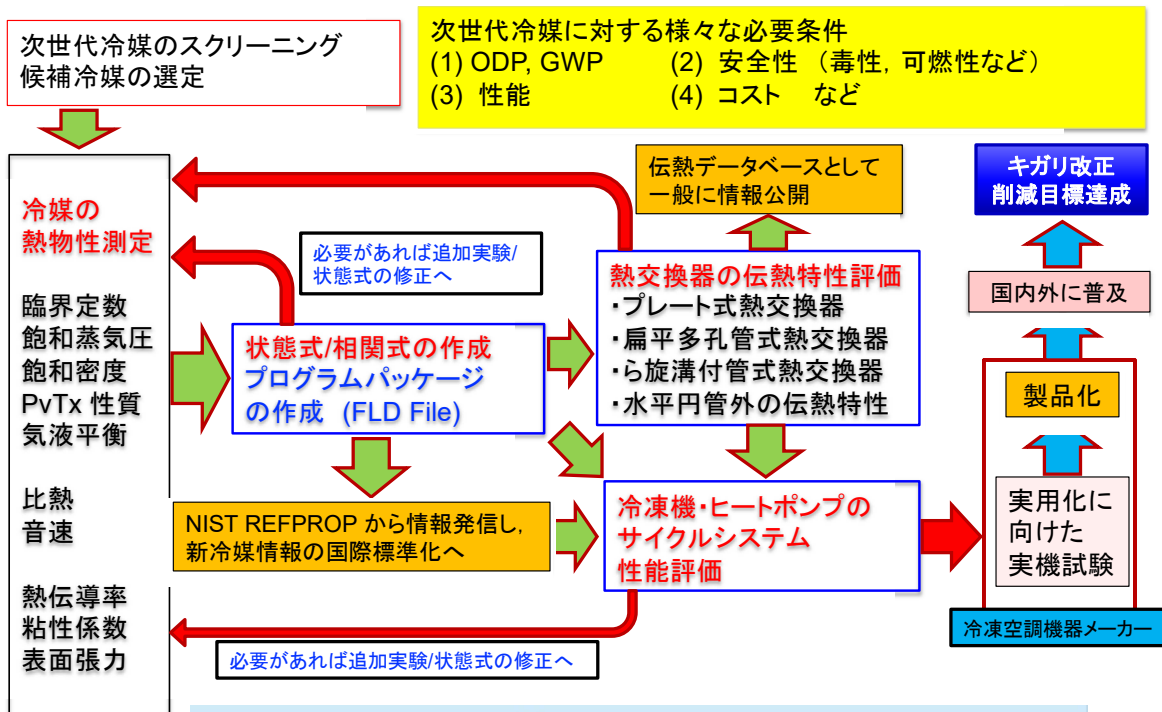 次世代冷媒のスクリーニング
候補冷媒の選定
次世代冷媒に対する様々な必要条件
(1) ODP, GWP (2) 安全性 （毒性, 可燃性など）
(3) 性能 (4) コスト など
冷媒の
熱物性測定
臨界定数
飽和蒸気圧
飽和密度
PvTx 性質
気液平衡
比熱
音速
熱伝導率
粘性係数
表面張力
必要があれば追加実験/
状態式の修正へ
状態式/相関式の作成
プログラムパッケージ
の作成 (FLD File)
NIST REFPROP から情報発信し,
新冷媒情報の国際標準化へ
伝熱データベースとして
一般に情報公開
熱交換器の伝熱特性評価
・プレート式熱交換器
・扁平多孔管式熱交換器
・ら旋溝付管式熱交換器
・水平円管外の伝熱特性
冷凍機・ヒートポンプの
サイクルシステム
性能評価
必要があれば追加実験/状態式の修正へ
キガリ改正
削減目標達成
国内外に普及
製品化
実用化に
向けた
実機試験
冷凍空調機器メーカー